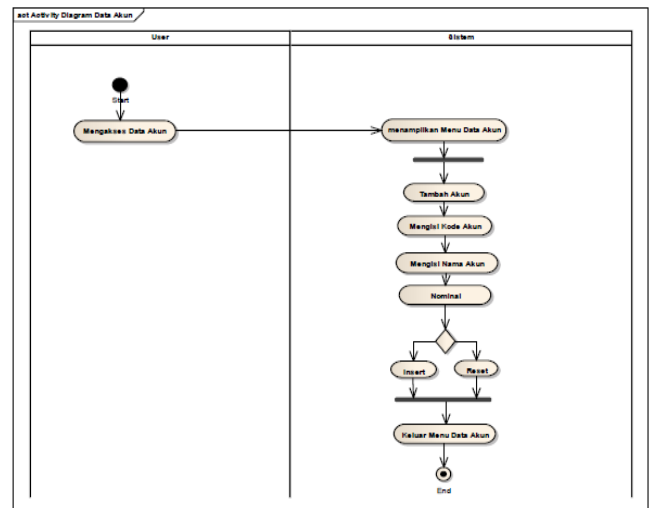 act Activity Diagram Data Akun
User
Sistem
Start
Mengakses Data Akun
menampilkan Menu Data Akun
Tambah Akun
Mengisi Kode Akun
Mengisi Nama Akun
Nominal
Insert
Reset
Keluar Menu Data Akun
End